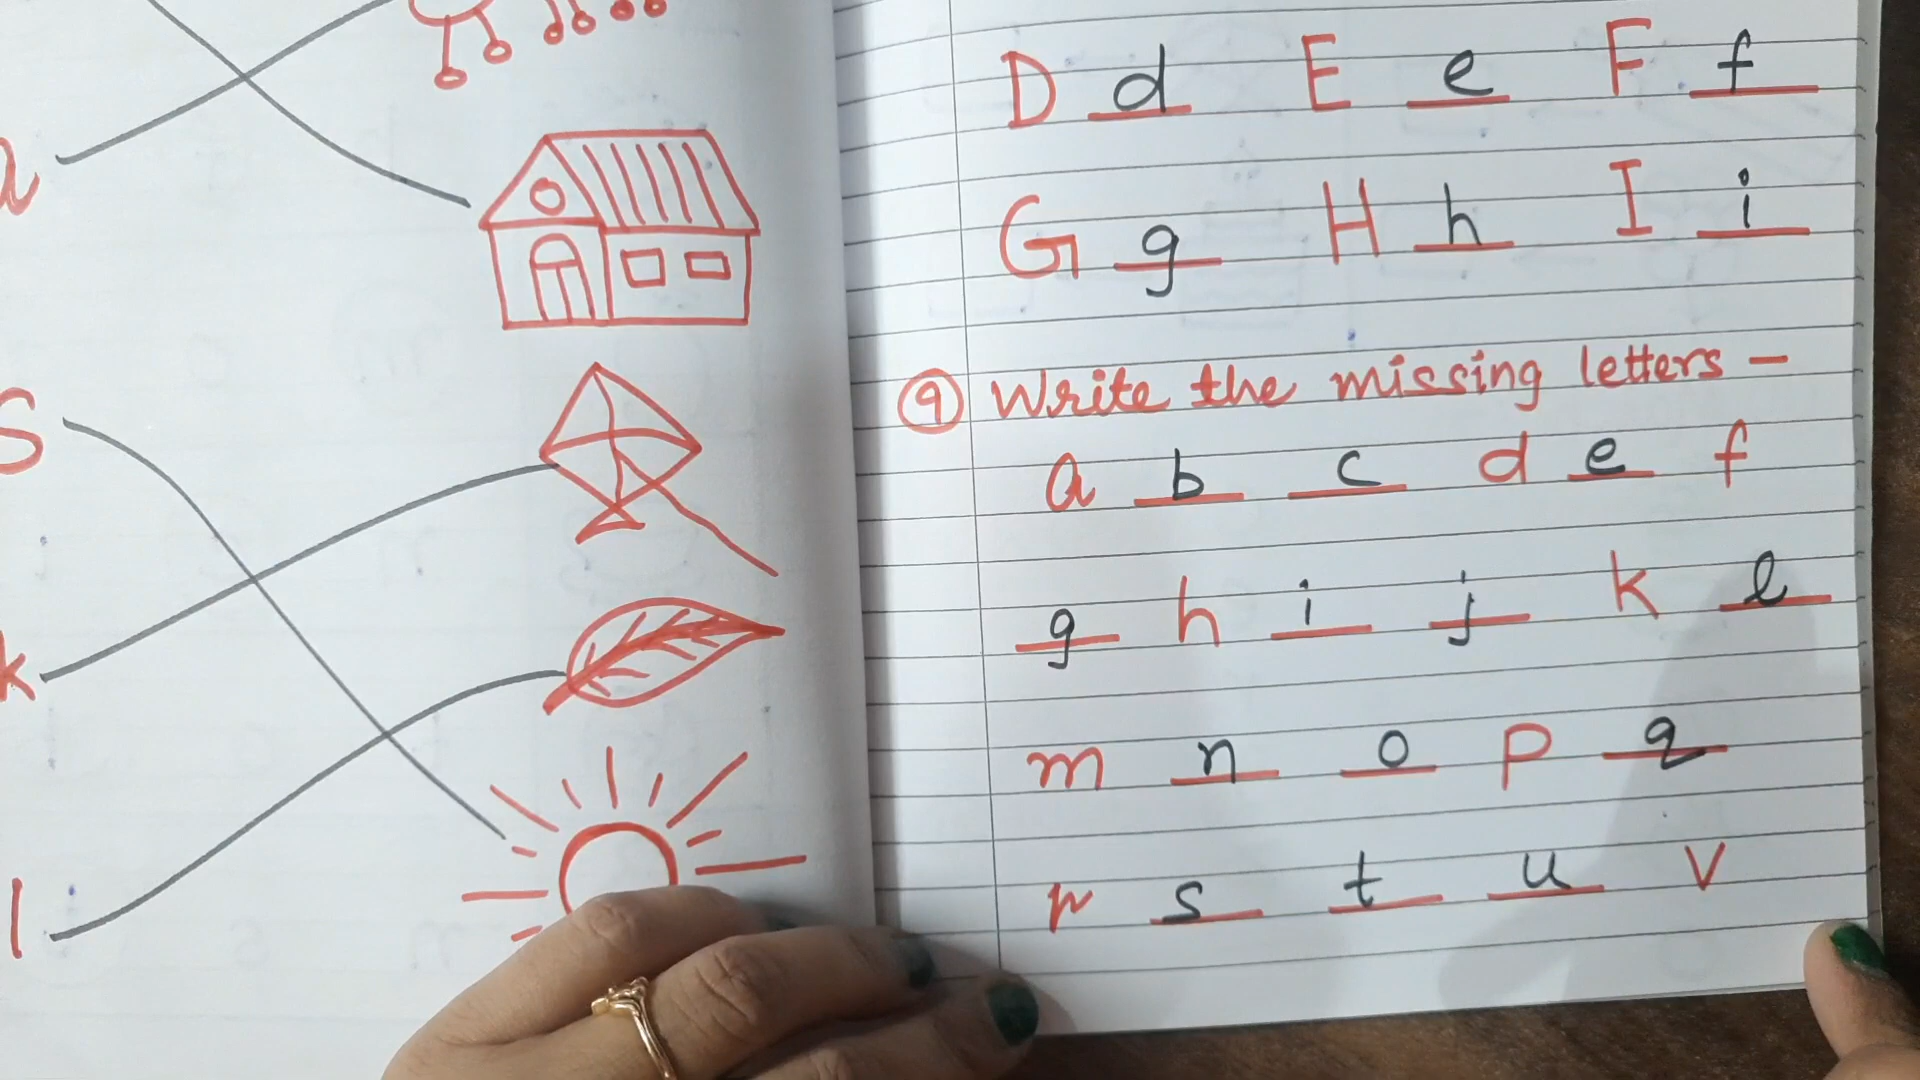 s
k
l
D d E e F f
G g H h I i
9 Write the missing letters –
a b c d e f
g h i j k l
m n o p q
r s t u v